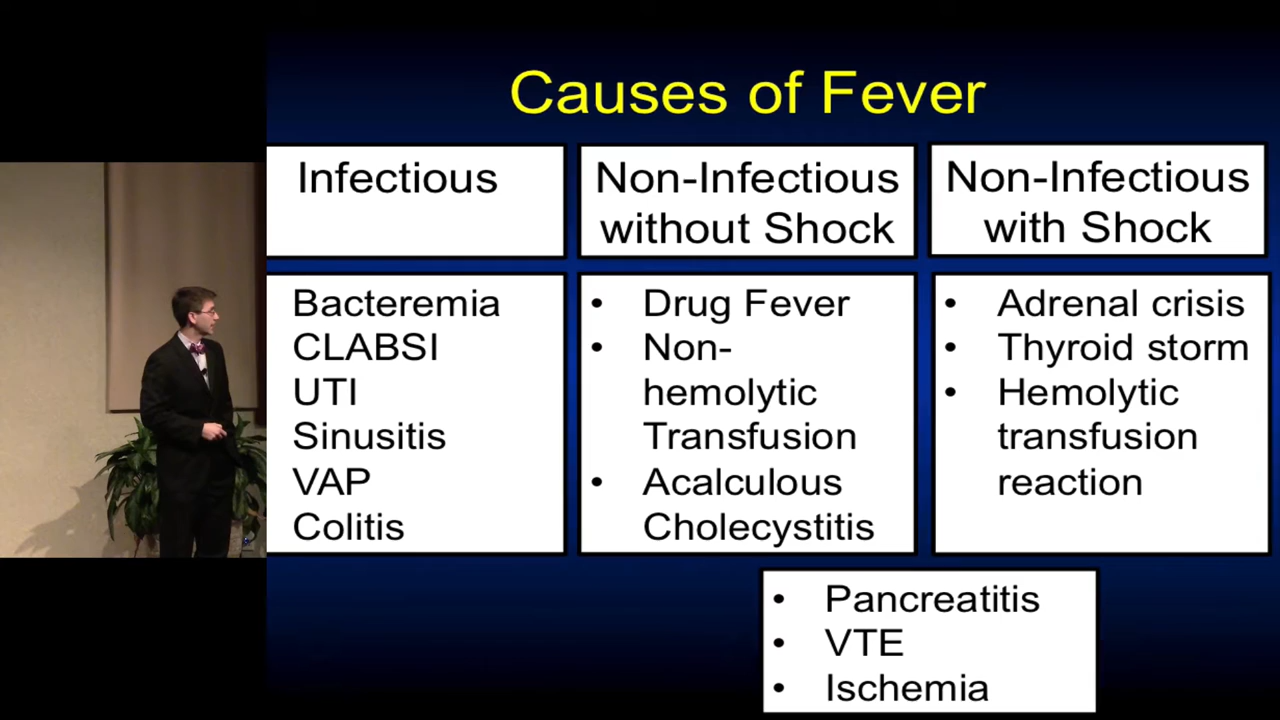 Causes of Fever
Infectious
Non-Infectious
without Shock
Non-Infectious
with Shock
Bacteremia
CLABSI
UTI
Sinusitis
VAP
Colitis
• Drug Fever
• Non-
hemolytic
Transfusion
• Acalculous
Cholecystitis
• Adrenal crisis
• Thyroid storm
• Hemolytic
transfusion
reaction
• Pancreatitis
• VTE
• Ischemia